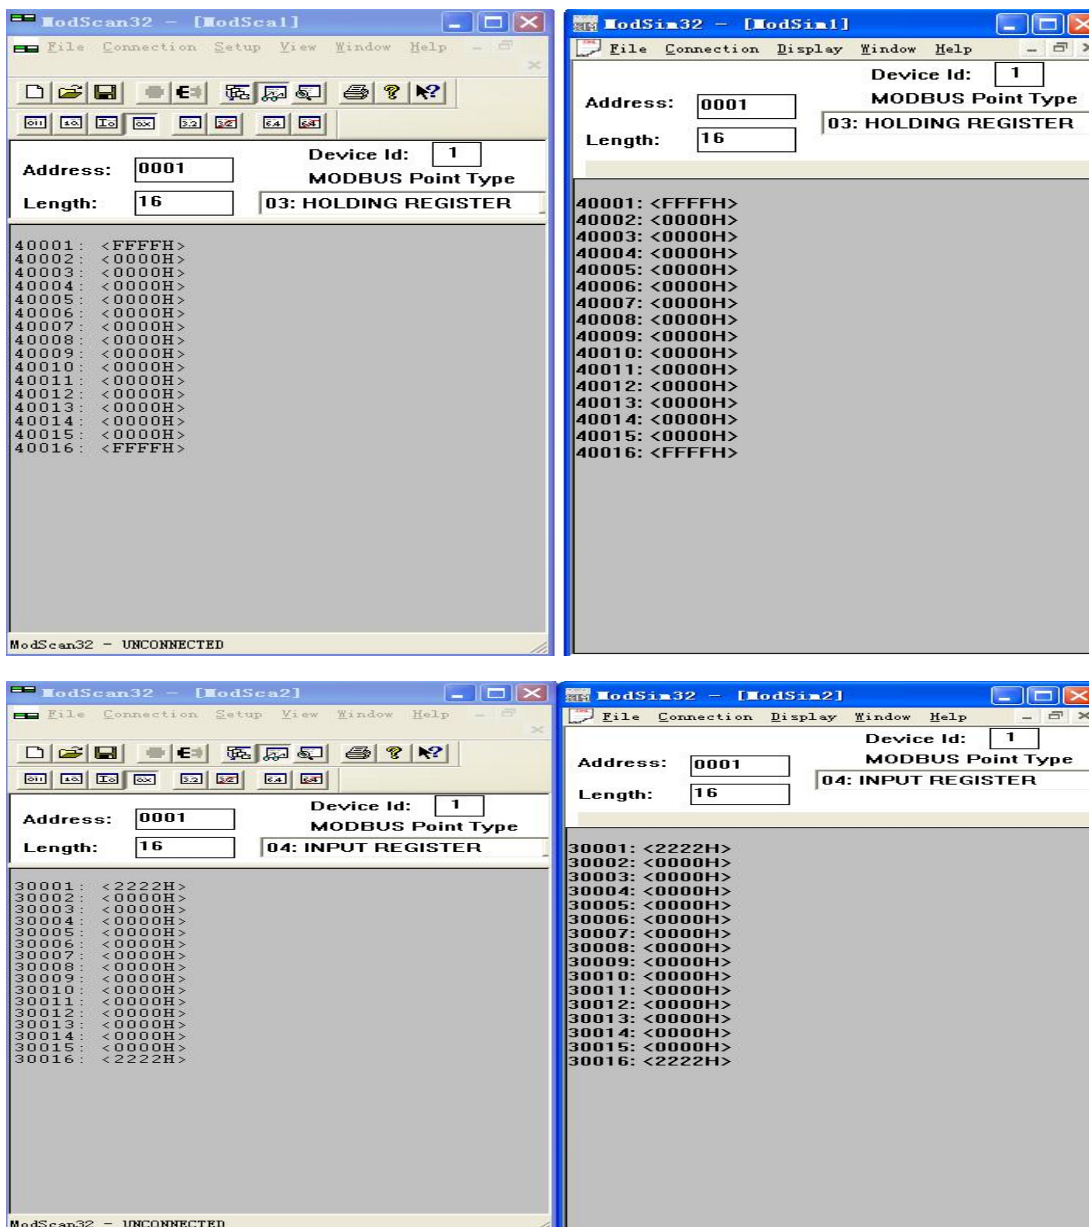 ModScan32 - [ModSca1]
File Connection Setup View Window Help
Address: 0001
Device Id: 1
MODBUS Point Type
Length: 16
03: HOLDING REGISTER
40001: <FFFFH>
40002: <0000H>
40003: <0000H>
40004: <0000H>
40005: <0000H>
40006: <0000H>
40007: <0000H>
40008: <0000H>
40009: <0000H>
40010: <0000H>
40011: <0000H>
40012: <0000H>
40013: <0000H>
40014: <0000H>
40015: <0000H>
40016: <FFFFH>
ModScan32 - UNCONNECTED
ModSim32 - [ModSim1]
File Connection Display Window Help
Device Id: 1
Address: 0001
MODBUS Point Type
03: HOLDING REGISTER
Length: 16
40001: <FFFFH>
40002: <0000H>
40003: <0000H>
40004: <0000H>
40005: <0000H>
40006: <0000H>
40007: <0000H>
40008: <0000H>
40009: <0000H>
40010: <0000H>
40011: <0000H>
40012: <0000H>
40013: <0000H>
40014: <0000H>
40015: <0000H>
40016: <FFFFH>
ModScan32 - [ModSca2]
File Connection Setup View Window Help
Address: 0001
Device Id: 1
MODBUS Point Type
Length: 16
04: INPUT REGISTER
30001: <2222H>
30002: <0000H>
30003: <0000H>
30004: <0000H>
30005: <0000H>
30006: <0000H>
30007: <0000H>
30008: <0000H>
30009: <0000H>
30010: <0000H>
30011: <0000H>
30012: <0000H>
30013: <0000H>
30014: <0000H>
30015: <0000H>
30016: <2222H>
ModScan32 - UNCONNECTED
ModSim32 - [ModSim2]
File Connection Display Window Help
Device Id: 1
Address: 0001
MODBUS Point Type
04: INPUT REGISTER
Length: 16
30001: <2222H>
30002: <0000H>
30003: <0000H>
30004: <0000H>
30005: <0000H>
30006: <0000H>
30007: <0000H>
30008: <0000H>
30009: <0000H>
30010: <0000H>
30011: <0000H>
30012: <0000H>
30013: <0000H>
30014: <0000H>
30015: <0000H>
30016: <2222H>